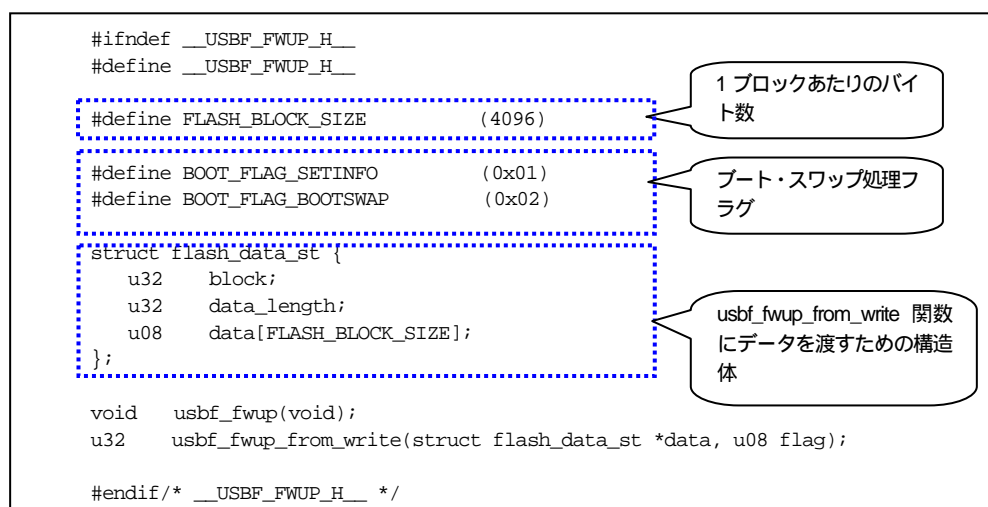 #ifndef __USBF_FWUP_H__
#define __USBF_FWUP_H__
#define FLASH_BLOCK_SIZE (4096)
1 ブロックあたりのバイ
ト数
#define BOOT_FLAG_SETINFO (0x01)
#define BOOT_FLAG_BOOTSWAP (0x02)
ブート・スワップ処理フ
ラグ
struct flash_data_st {
u32 block;
u32 data_length;
u08 data[FLASH_BLOCK_SIZE];
};
usbf_fwup_from_write 関数
にデータを渡すための構造
体
void usbf_fwup(void);
u32 usbf_fwup_from_write(struct flash_data_st *data, u08 flag);
#endif/* __USBF_FWUP_H__ */